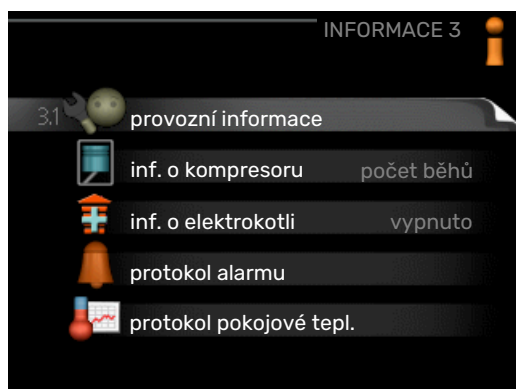 INFORMACE 3
3.1 provozní informace
inf. o kompresoru počet běhů
inf. o elektrokotli vypnuto
protokol alarmu
protokol pokojové tepl.